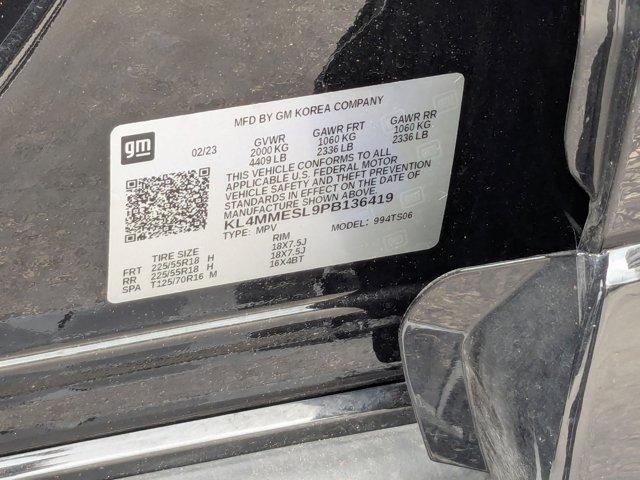 MFD BY GM KOREA COMPANY
gm
02/23
GVWR GAWR FRT GAWR RR
2000 KG 1060 KG 1060 KG
4409 LB 2336 LB 2336 LB
THIS VEHICLE CONFORMS TO ALL
APPLICABLE U.S. FEDERAL MOTOR
VEHICLE SAFETY AND THEFT PREVENTION
STANDARDS IN EFFECT ON THE DATE OF
MANUFACTURE SHOWN ABOVE.
KL4MMESL9PB136419
TYPE: MPV MODEL: 994TS06
TIRE SIZE RIM
FRT 225/55R18 H 18X7.5J
RR 225/55R18 H 18X7.5J
SPA T125/70R16 M 16X4BT